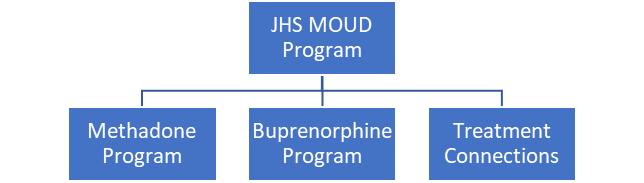 JHS MOUD
Program
Methadone
Program
Buprenorphine
Program
Treatment
Connections